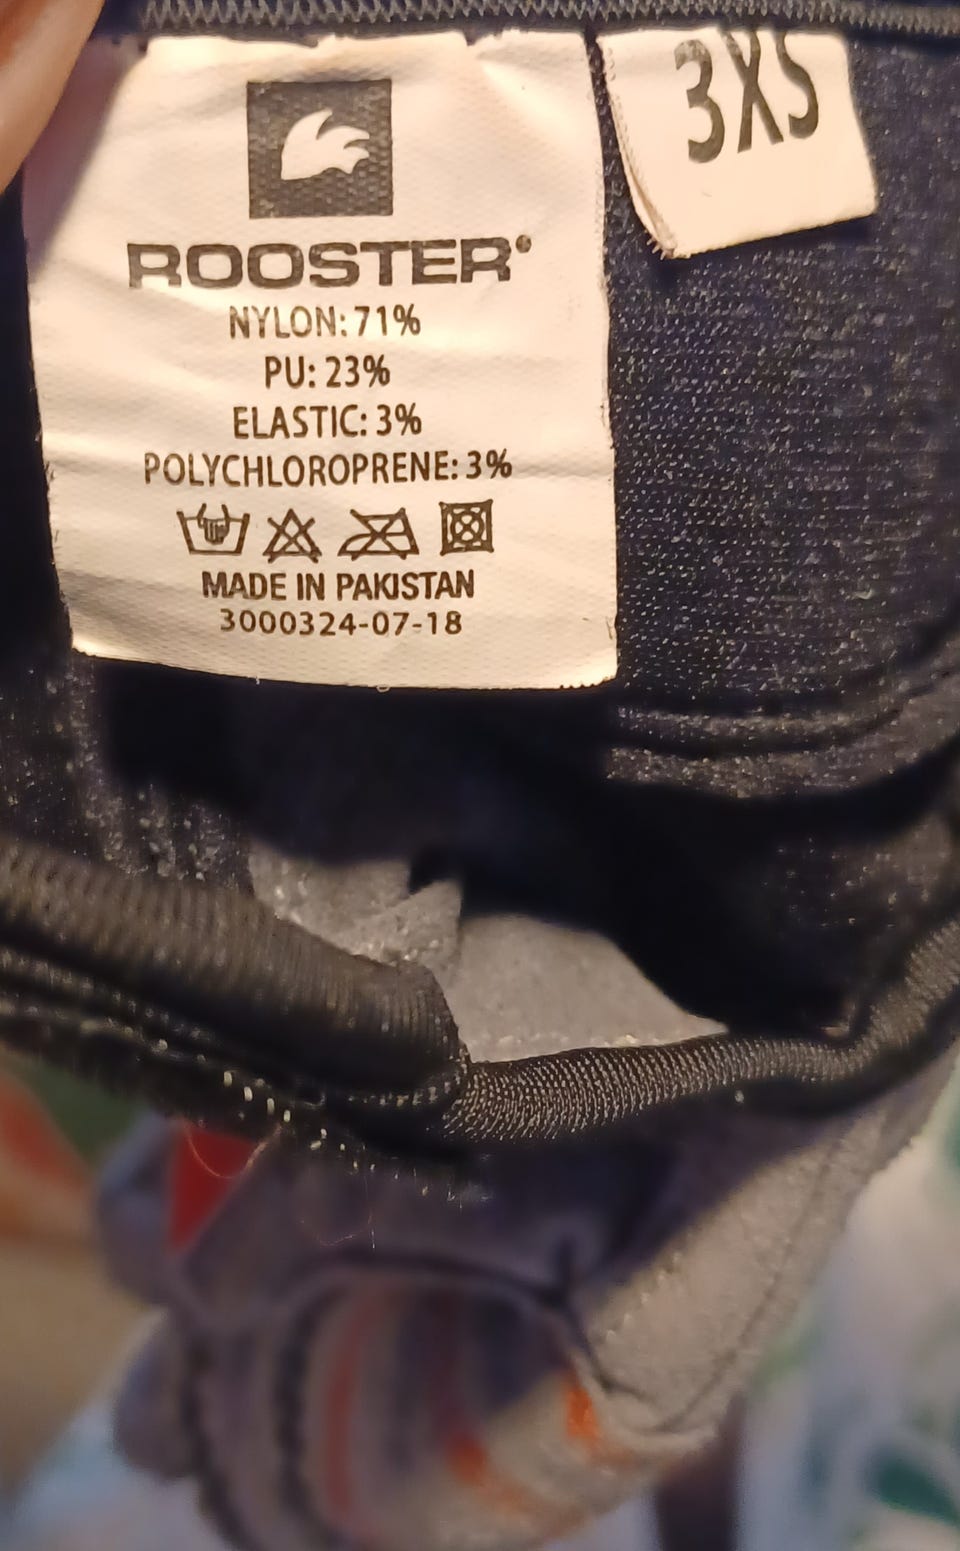 3XS
ROOSTER®
NYLON: 71%
PU: 23%
ELASTIC: 3%
POLYCHLOROPRENE: 3%
MADE IN PAKISTAN
3000324-07-18